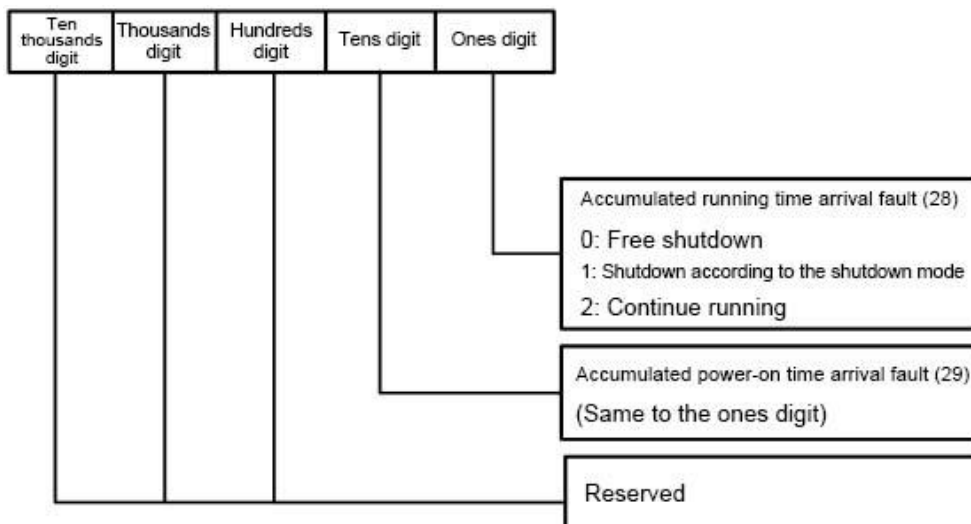 Ten
thousands
digit
Thousands
digit
Hundreds
digit
Tens digit
Ones digit
Accumulated running time arrival fault (28)
0: Free shutdown
1: Shutdown according to the shutdown mode
2: Continue running
Accumulated power-on time arrival fault (29)
(Same to the ones digit)
Reserved